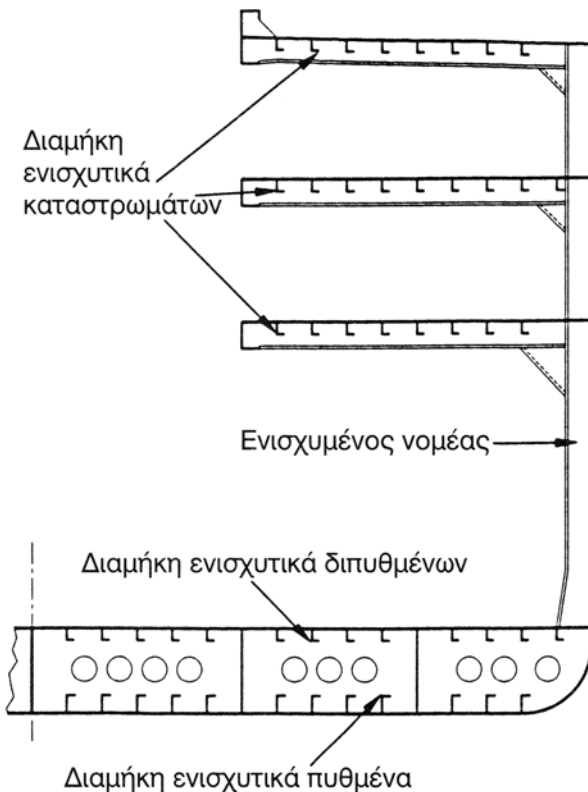 Διαμήκη
ενισχυτικά
καταστρωμάτων
Ενισχυμένος νομέας
Διαμήκη ενισχυτικά διπυθμένων
Διαμήκη ενισχυτικά πυθμένα